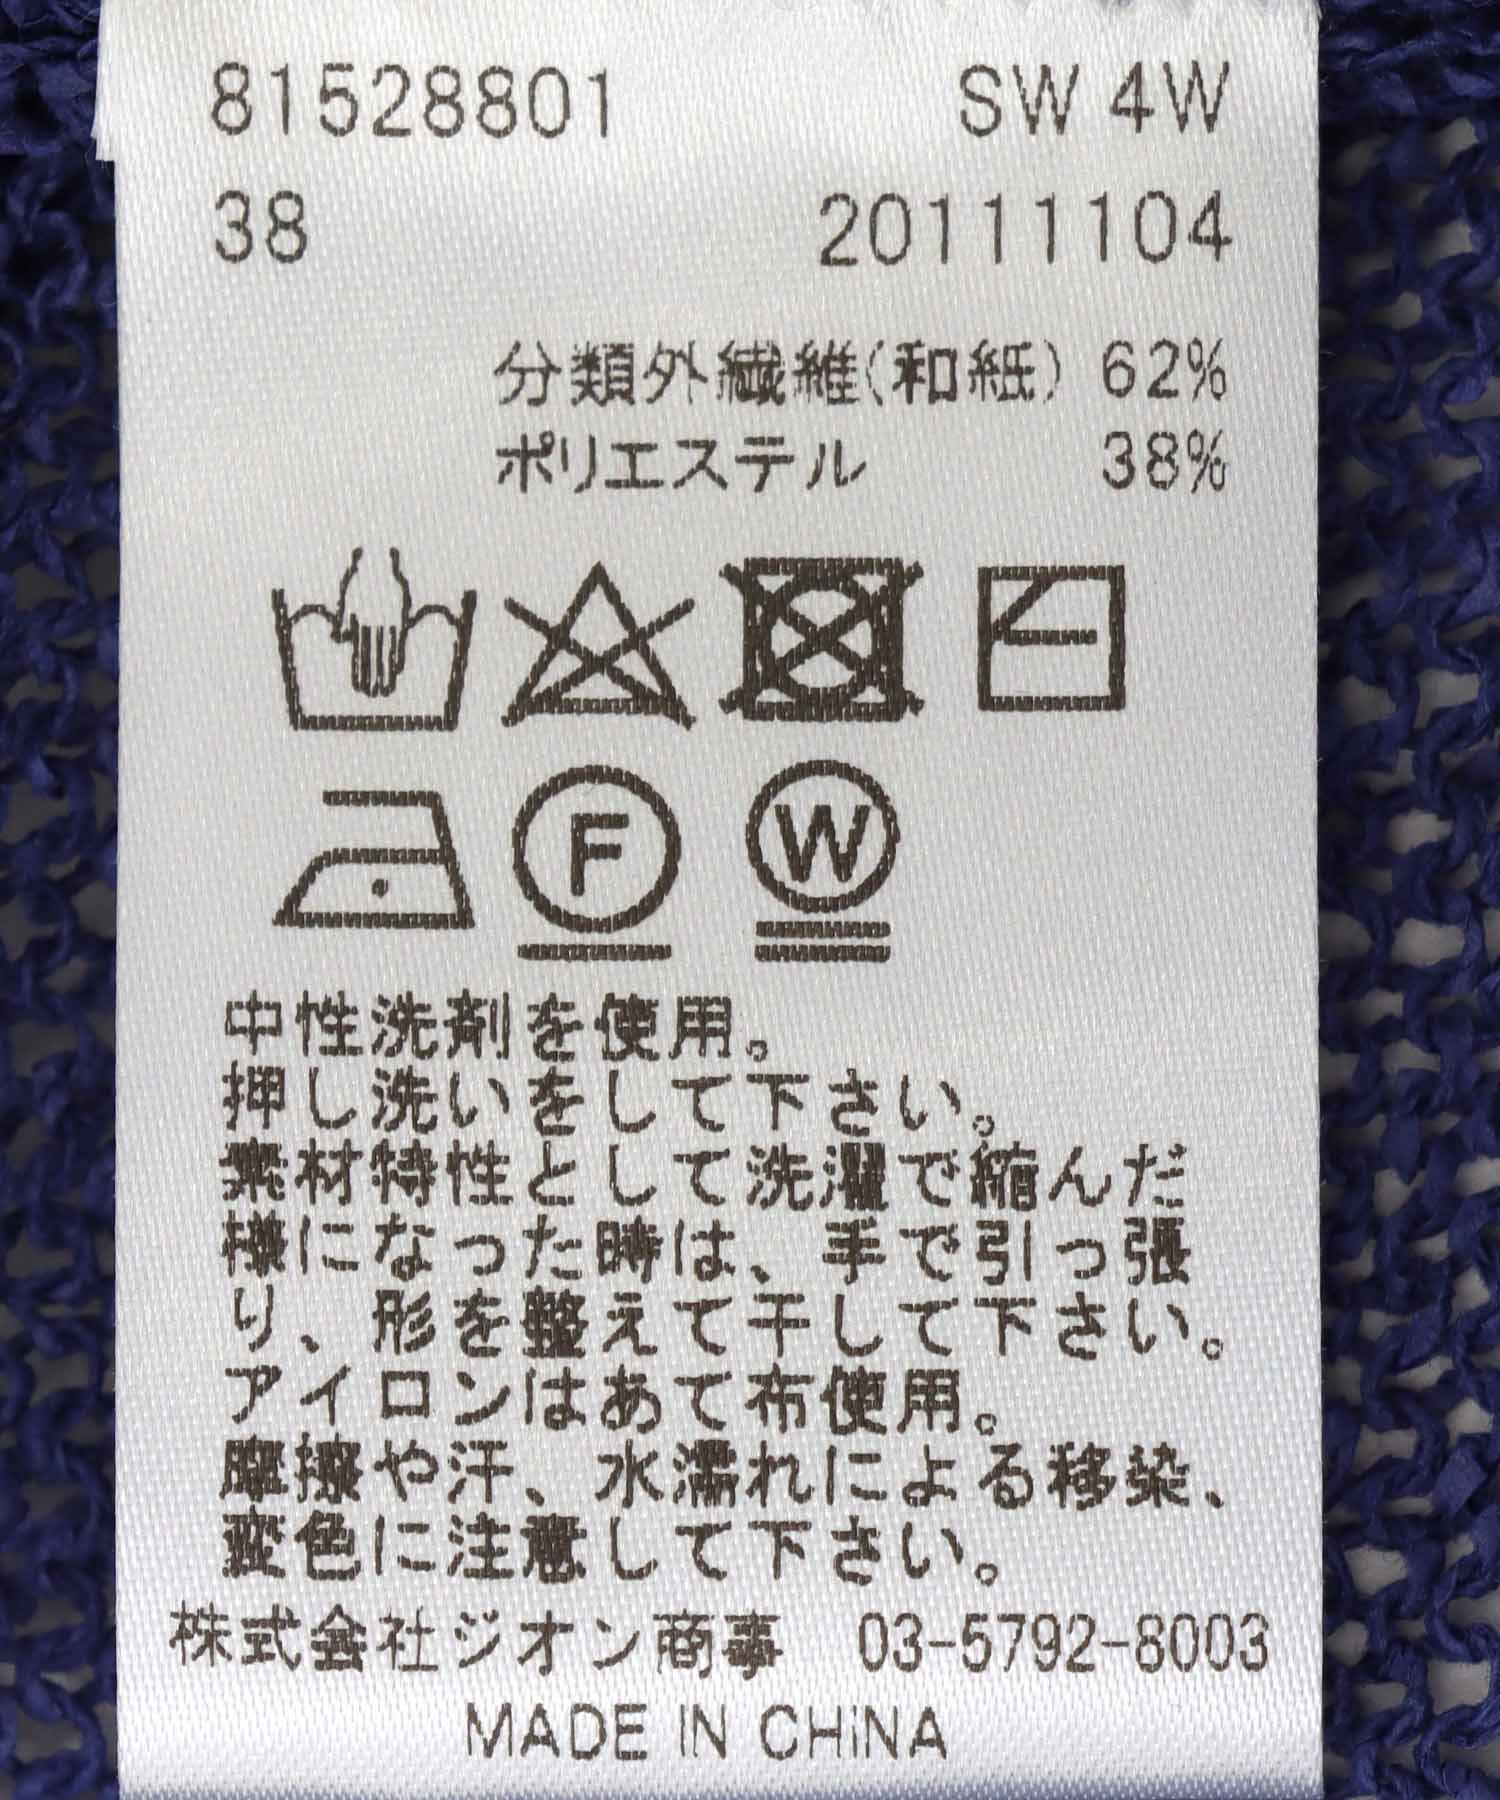 81528801 SW 4W
38 20111104
分類外繊維(和紙) 62%
ポリエステル 38%
F W
中性洗剤を使用。
押し洗いをして下さい。
素材特性として洗濯で縮んだ
様になった時は、手で引っ張
り、形を整えて干して下さい。
アイロンはあて布使用。
摩擦や汗、水濡れによる移染、
変色に注意して下さい。
株式会社ジオン商事 03-5792-8003
MADE IN CHiNA